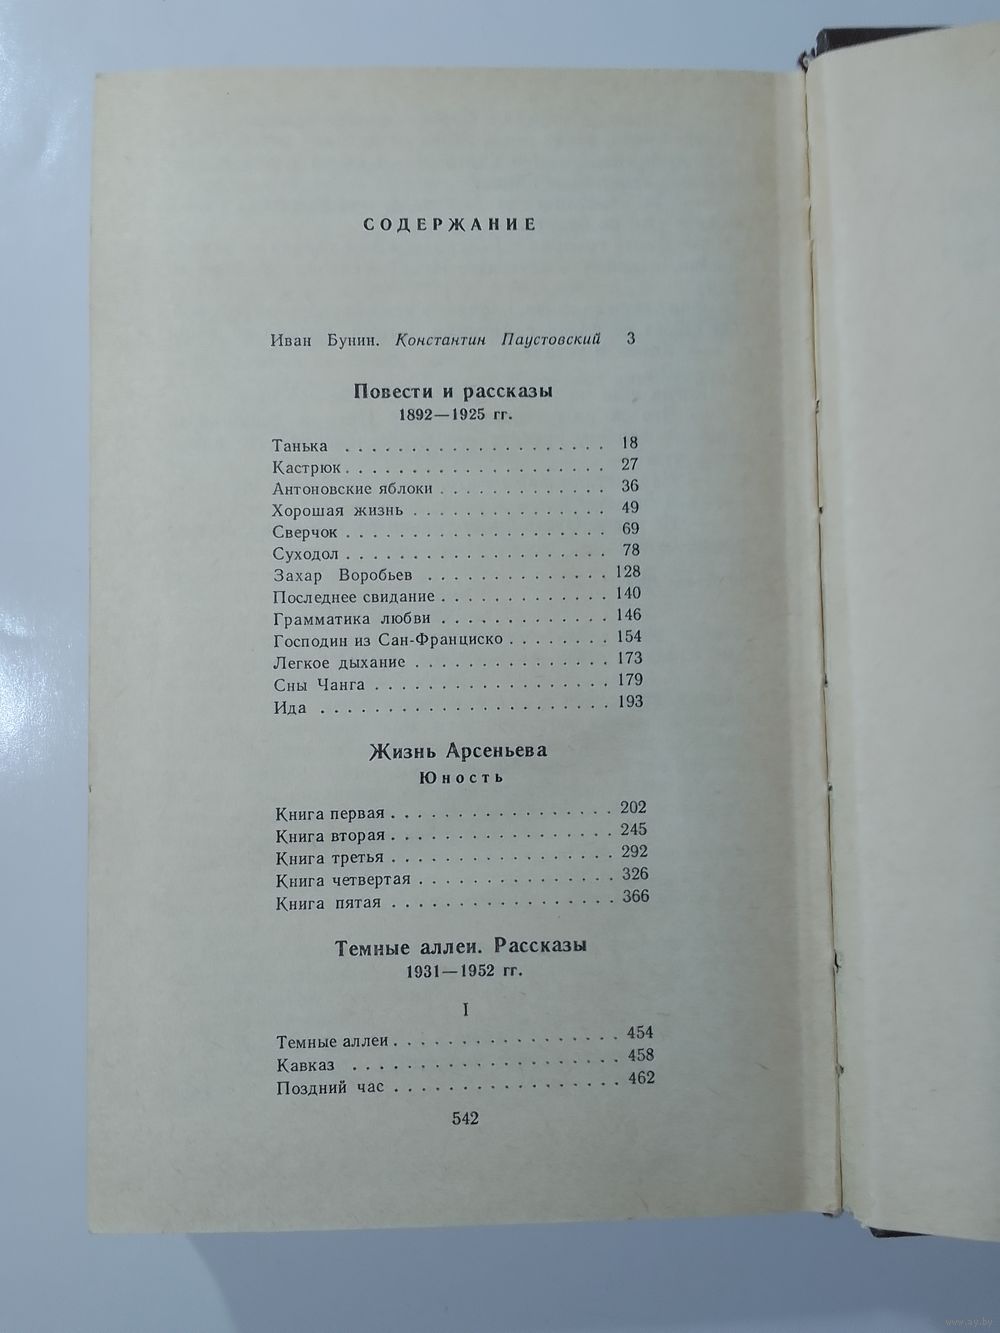 СОДЕРЖАНИЕ
Иван Бунин. Константин Паустовский 3
Повести и рассказы
1892—1925 гг.
Танька . . . . . . . . . . . . . . . . . . . . 18
Кастрюк . . . . . . . . . . . . . . . . . . . . 27
Антоновские яблоки . . . . . . . . . . . . . 36
Хорошая жизнь . . . . . . . . . . . . . . . 49
Сверчок . . . . . . . . . . . . . . . . . . . . 69
Суходол . . . . . . . . . . . . . . . . . . . . 78
Захар Воробьев . . . . . . . . . . . . . . 128
Последнее свидание . . . . . . . . . . . . . 140
Грамматика любви . . . . . . . . . . . . . 146
Господин из Сан-Франциско . . . . . . . . 154
Легкое дыхание . . . . . . . . . . . . . . . 173
Сны Чанга . . . . . . . . . . . . . . . . . . 179
Ида . . . . . . . . . . . . . . . . . . . . . . 193
Жизнь Арсеньева
Юность
Книга первая . . . . . . . . . . . . . . . . . 202
Книга вторая . . . . . . . . . . . . . . . . . 245
Книга третья . . . . . . . . . . . . . . . . . 292
Книга четвертая . . . . . . . . . . . . . . . 326
Книга пятая . . . . . . . . . . . . . . . . . 366
Темные аллеи. Рассказы
1931—1952 гг.
I
Темные аллеи . . . . . . . . . . . . . . . . . 454
Кавказ . . . . . . . . . . . . . . . . . . . . . 458
Поздний час . . . . . . . . . . . . . . . . . 462
542
www.ay.by